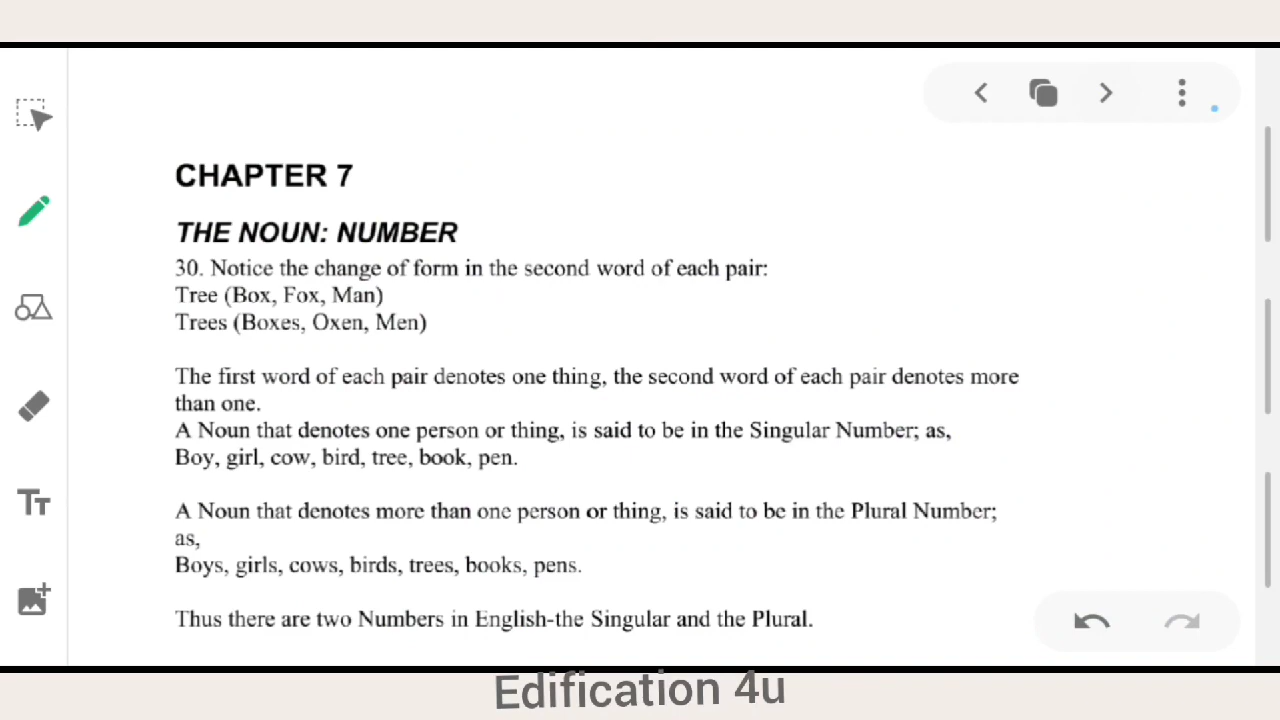 CHAPTER 7
THE NOUN: NUMBER
30. Notice the change of form in the second word of each pair:
Tree (Box, Fox, Man)
Trees (Boxes, Oxen, Men)
The first word of each pair denotes one thing, the second word of each pair denotes more
than one.
A Noun that denotes one person or thing, is said to be in the Singular Number; as,
Boy, girl, cow, bird, tree, book, pen.
A Noun that denotes more than one person or thing, is said to be in the Plural Number;
as,
Boys, girls, cows, birds, trees, books, pens.
Thus there are two Numbers in English-the Singular and the Plural.
Tт
Edification 4u